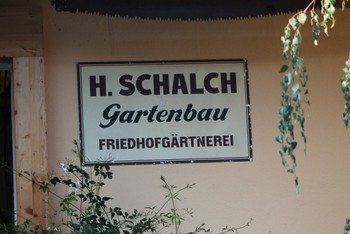 H. SCHALCH
Gartenbau
FRIEDHOFGÄRTNEREI